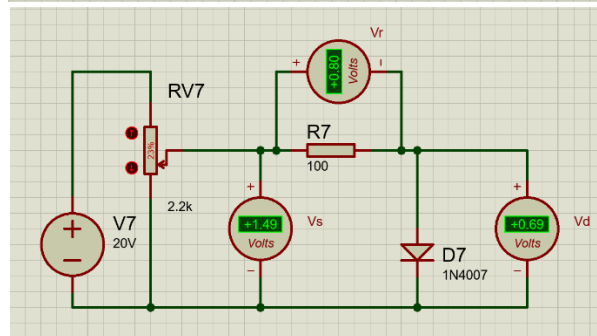 Vr
+
+0.80
Volts
-
RV7
23%
2.2k
R7
100
V7
20V
+
-
+
+1.49
Volts
-
Vs
D7
1N4007
+
+0.69
Volts
-
Vd